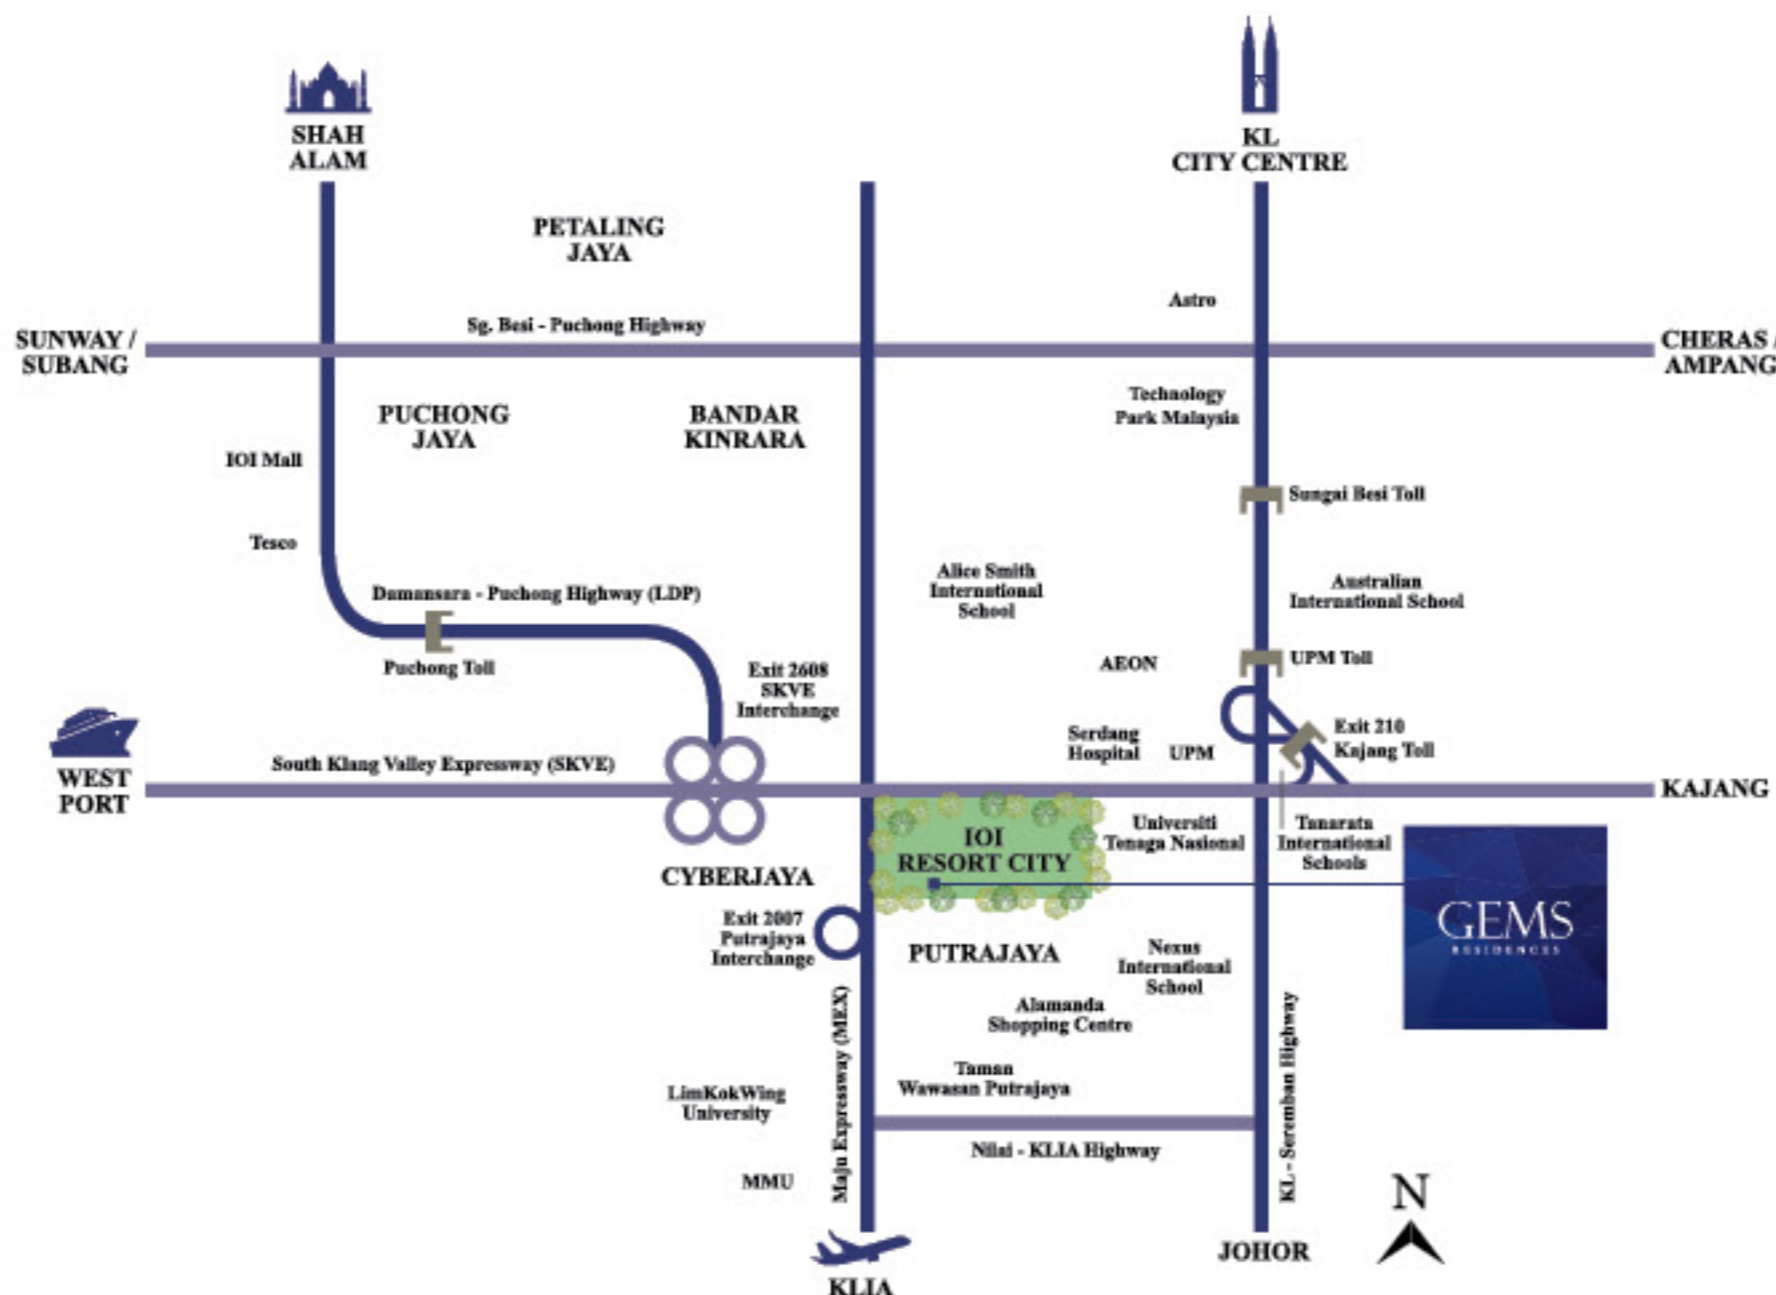 SHAH
ALAM
KL
CITY CENTRE
PETALING
JAYA
Astro
Sg. Besi - Puchong Highway
SUNWAY /
SUBANG
CHERAS /
AMPANG
PUCHONG
JAYA
BANDAR
KINRARA
Technology
Park Malaysia
IOI Mall
Sungai Besi Toll
Tesco
Alice Smith
International
School
Australian
International School
Damansara - Puchong Highway (LDP)
Puchong Toll
Exit 2608
SKVE
Interchange
AEON
UPM Toll
Serdang
Hospital
UPM
Exit 210
Kajang Toll
South Klang Valley Expressway (SKVE)
WEST
PORT
KAJANG
IOI
RESORT CITY
Universiti
Tenaga Nasional
Tanarata
International
Schools
CYBERJAYA
Exit 2007
Putrajaya
Interchange
PUTRAJAYA
Nexus
International
School
GEMS
RESIDENCES
Alamanda
Shopping Centre
Maju Expressway (MEX)
KL - Seremban Highway
Taman
Wawasan Putrajaya
LimKokWing
University
Nilai - KLIA Highway
MMU
N
JOHOR
KLIA